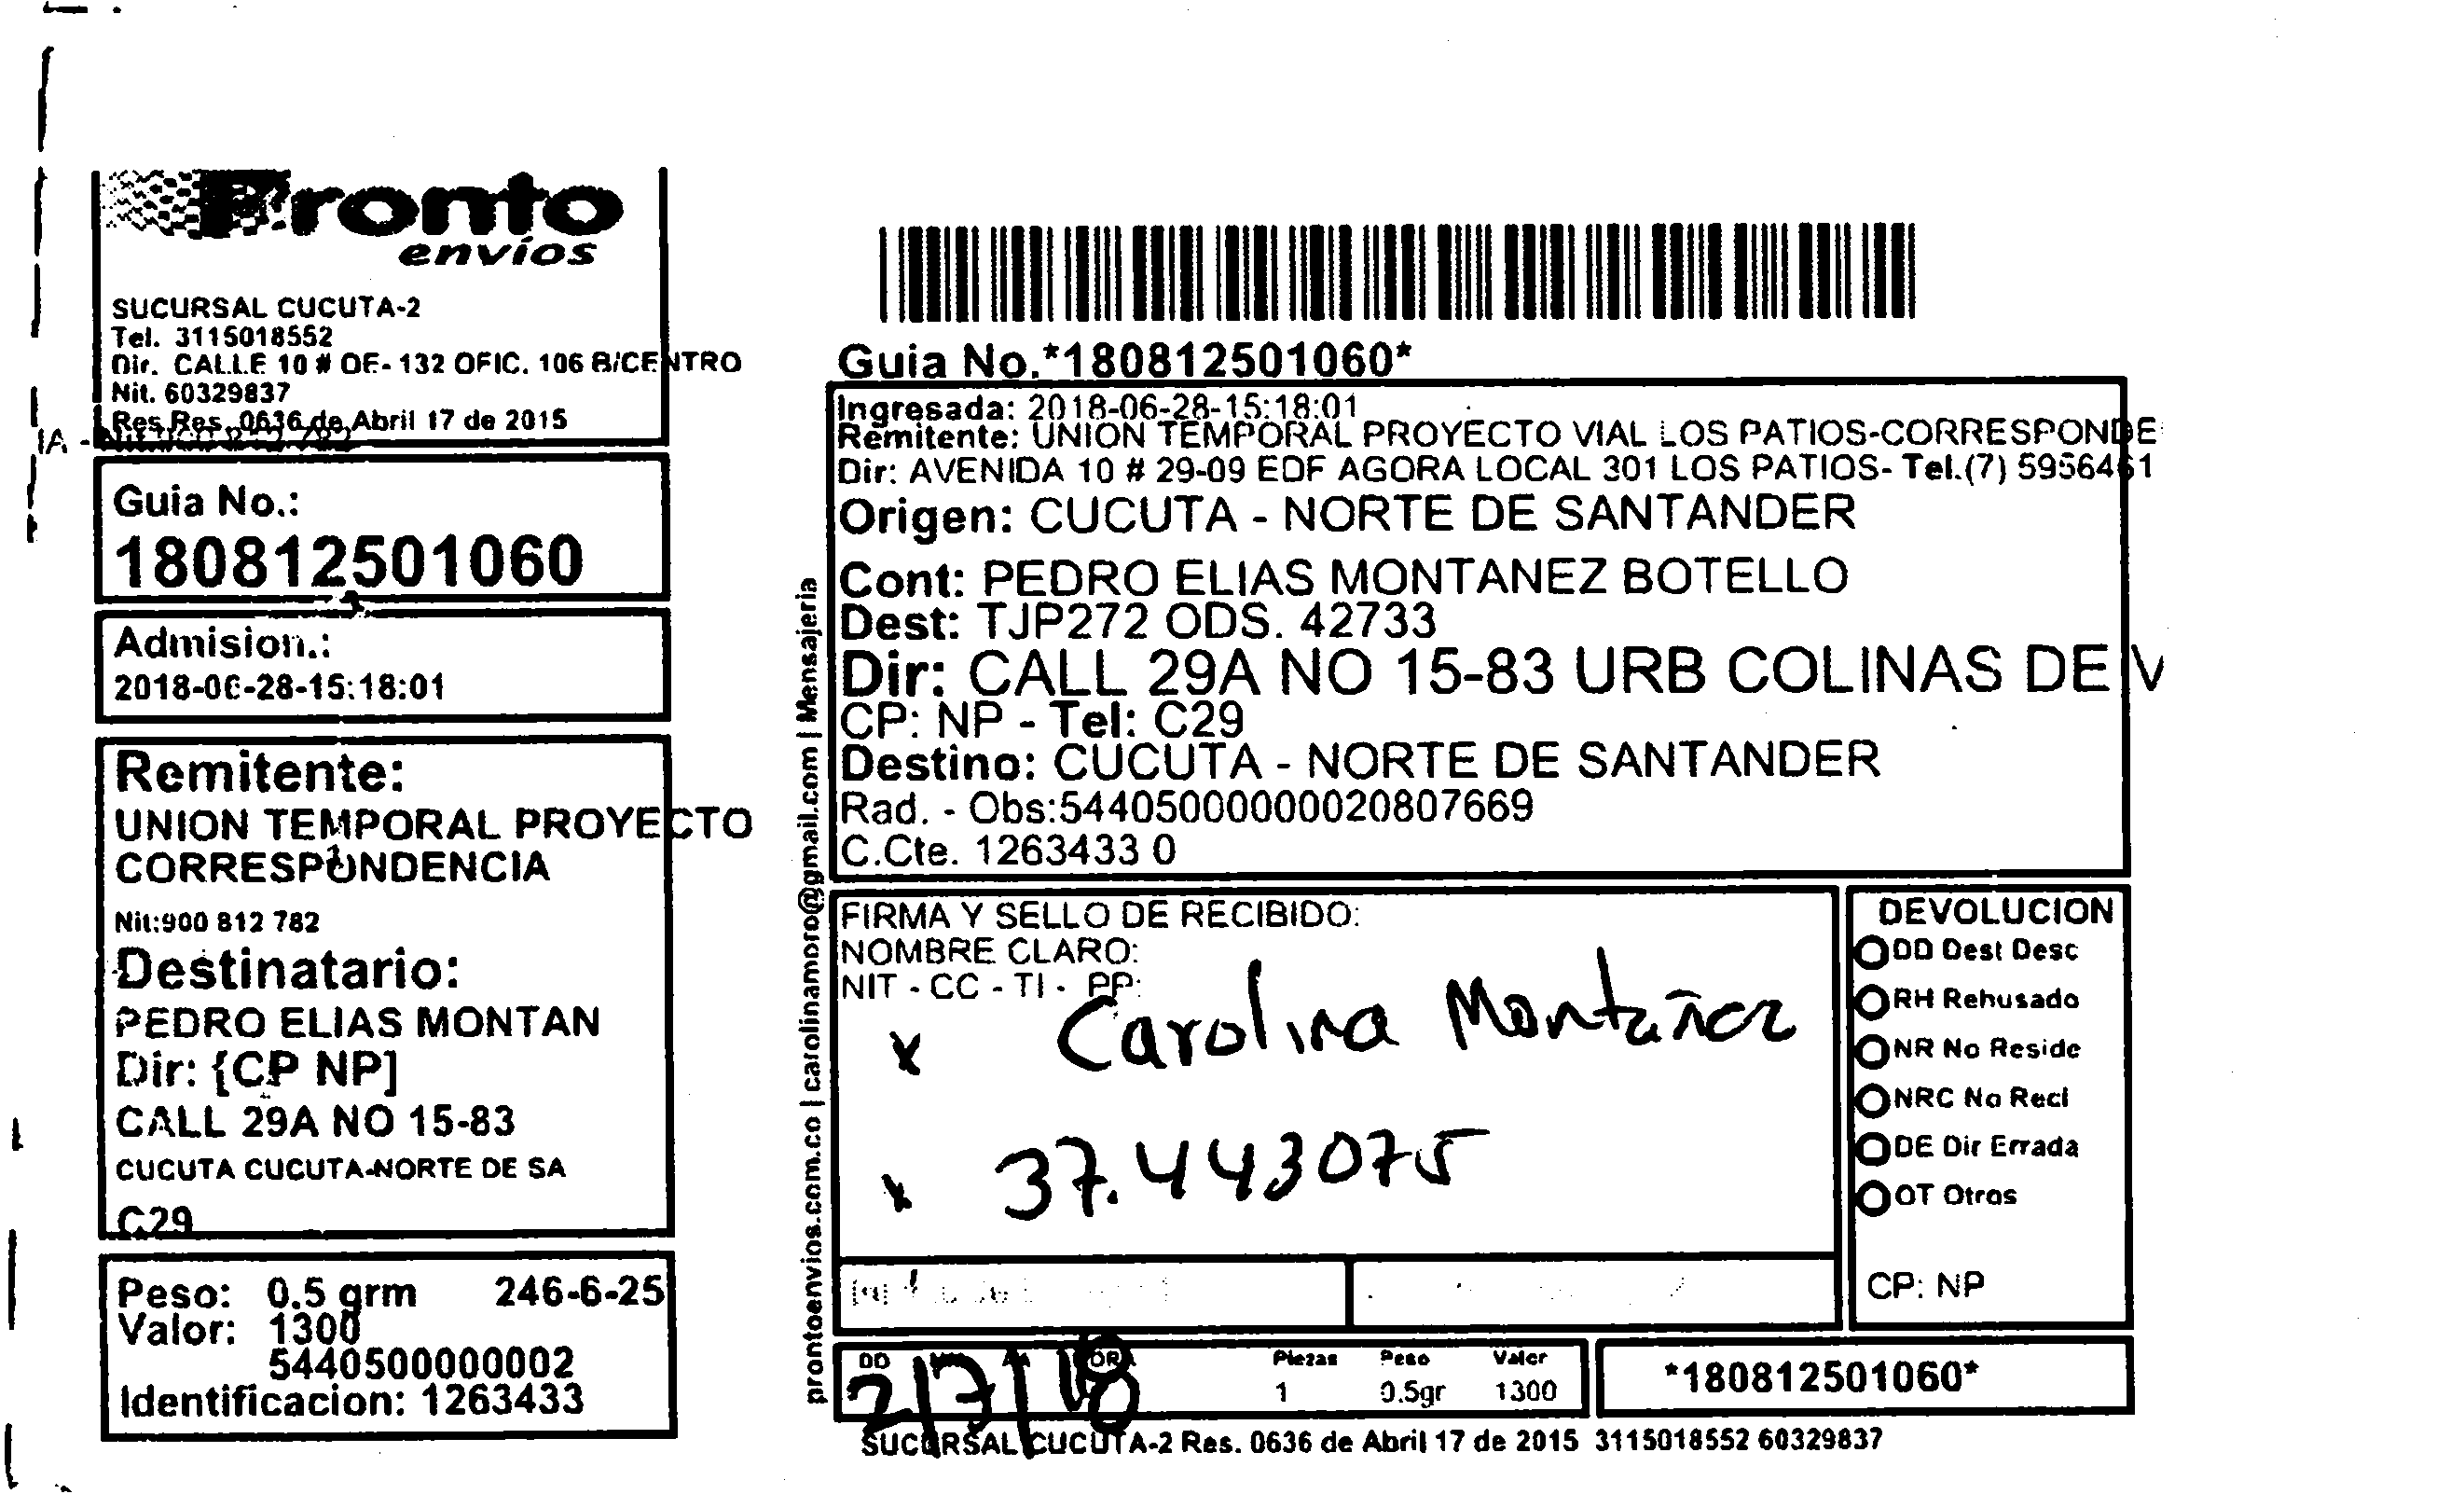 Pronto
envíos
SUCURSAL CUCUTA-2
Tel. 3115018552
Dir. CALLE 10 # OE- 132 OFIC. 106 B/CENTRO
Nit. 60329837
Res Res. 0636 de Abril 17 de 2015
IA -
Guia No.:
180812501060
Admision.:
2018-06-28-15:18:01
Remitente:
UNION TEMPORAL PROYECTO
CORRESPONDENCIA
Nit:900 812 782
Destinatario:
PEDRO ELIAS MONTAN
Dir: {CP NP]
CALL 29A NO 15-83
CUCUTA CUCUTA-NORTE DE SA
C29
Peso: 0.5 grm 246-6-25
Valor: 1300
5440500000002
Identificacion: 1263433
prontoenvios.com.co | carolinamoro@gmail.com | Mensajeria
Guia No.*180812501060*
Ingresada: 2018-06-28-15:18:01
Remitente: UNION TEMPORAL PROYECTO VIAL LOS PATIOS-CORRESPONDE
Dir: AVENIDA 10 # 29-09 EDF AGORA LOCAL 301 LOS PATIOS- Tel.(7) 5956461
Origen: CUCUTA - NORTE DE SANTANDER
Cont: PEDRO ELIAS MONTANEZ BOTELLO
Dest: TJP272 ODS. 42733
Dir: CALL 29A NO 15-83 URB COLINAS DE V
CP: NP - Tel: C29
Destino: CUCUTA - NORTE DE SANTANDER
Rad. - Obs:544050000000020807669
C.Cte. 1263433 0
FIRMA Y SELLO DE RECIBIDO:
NOMBRE CLARO:
NIT - CC - TI - PP:
x Carolina Montañez
x 37.443075
DEVOLUCION
DD Dest Desc
RH Rehusado
NR No Reside
NRC No Recl
DE Dir Errada
OT Otros
CP: NP
DD Piezas Peso Valor
2/7/18 1 0.5gr 1300
*180812501060*
SUCURSAL CUCUTA-2 Res. 0636 de Abril 17 de 2015 3115018552 60329837